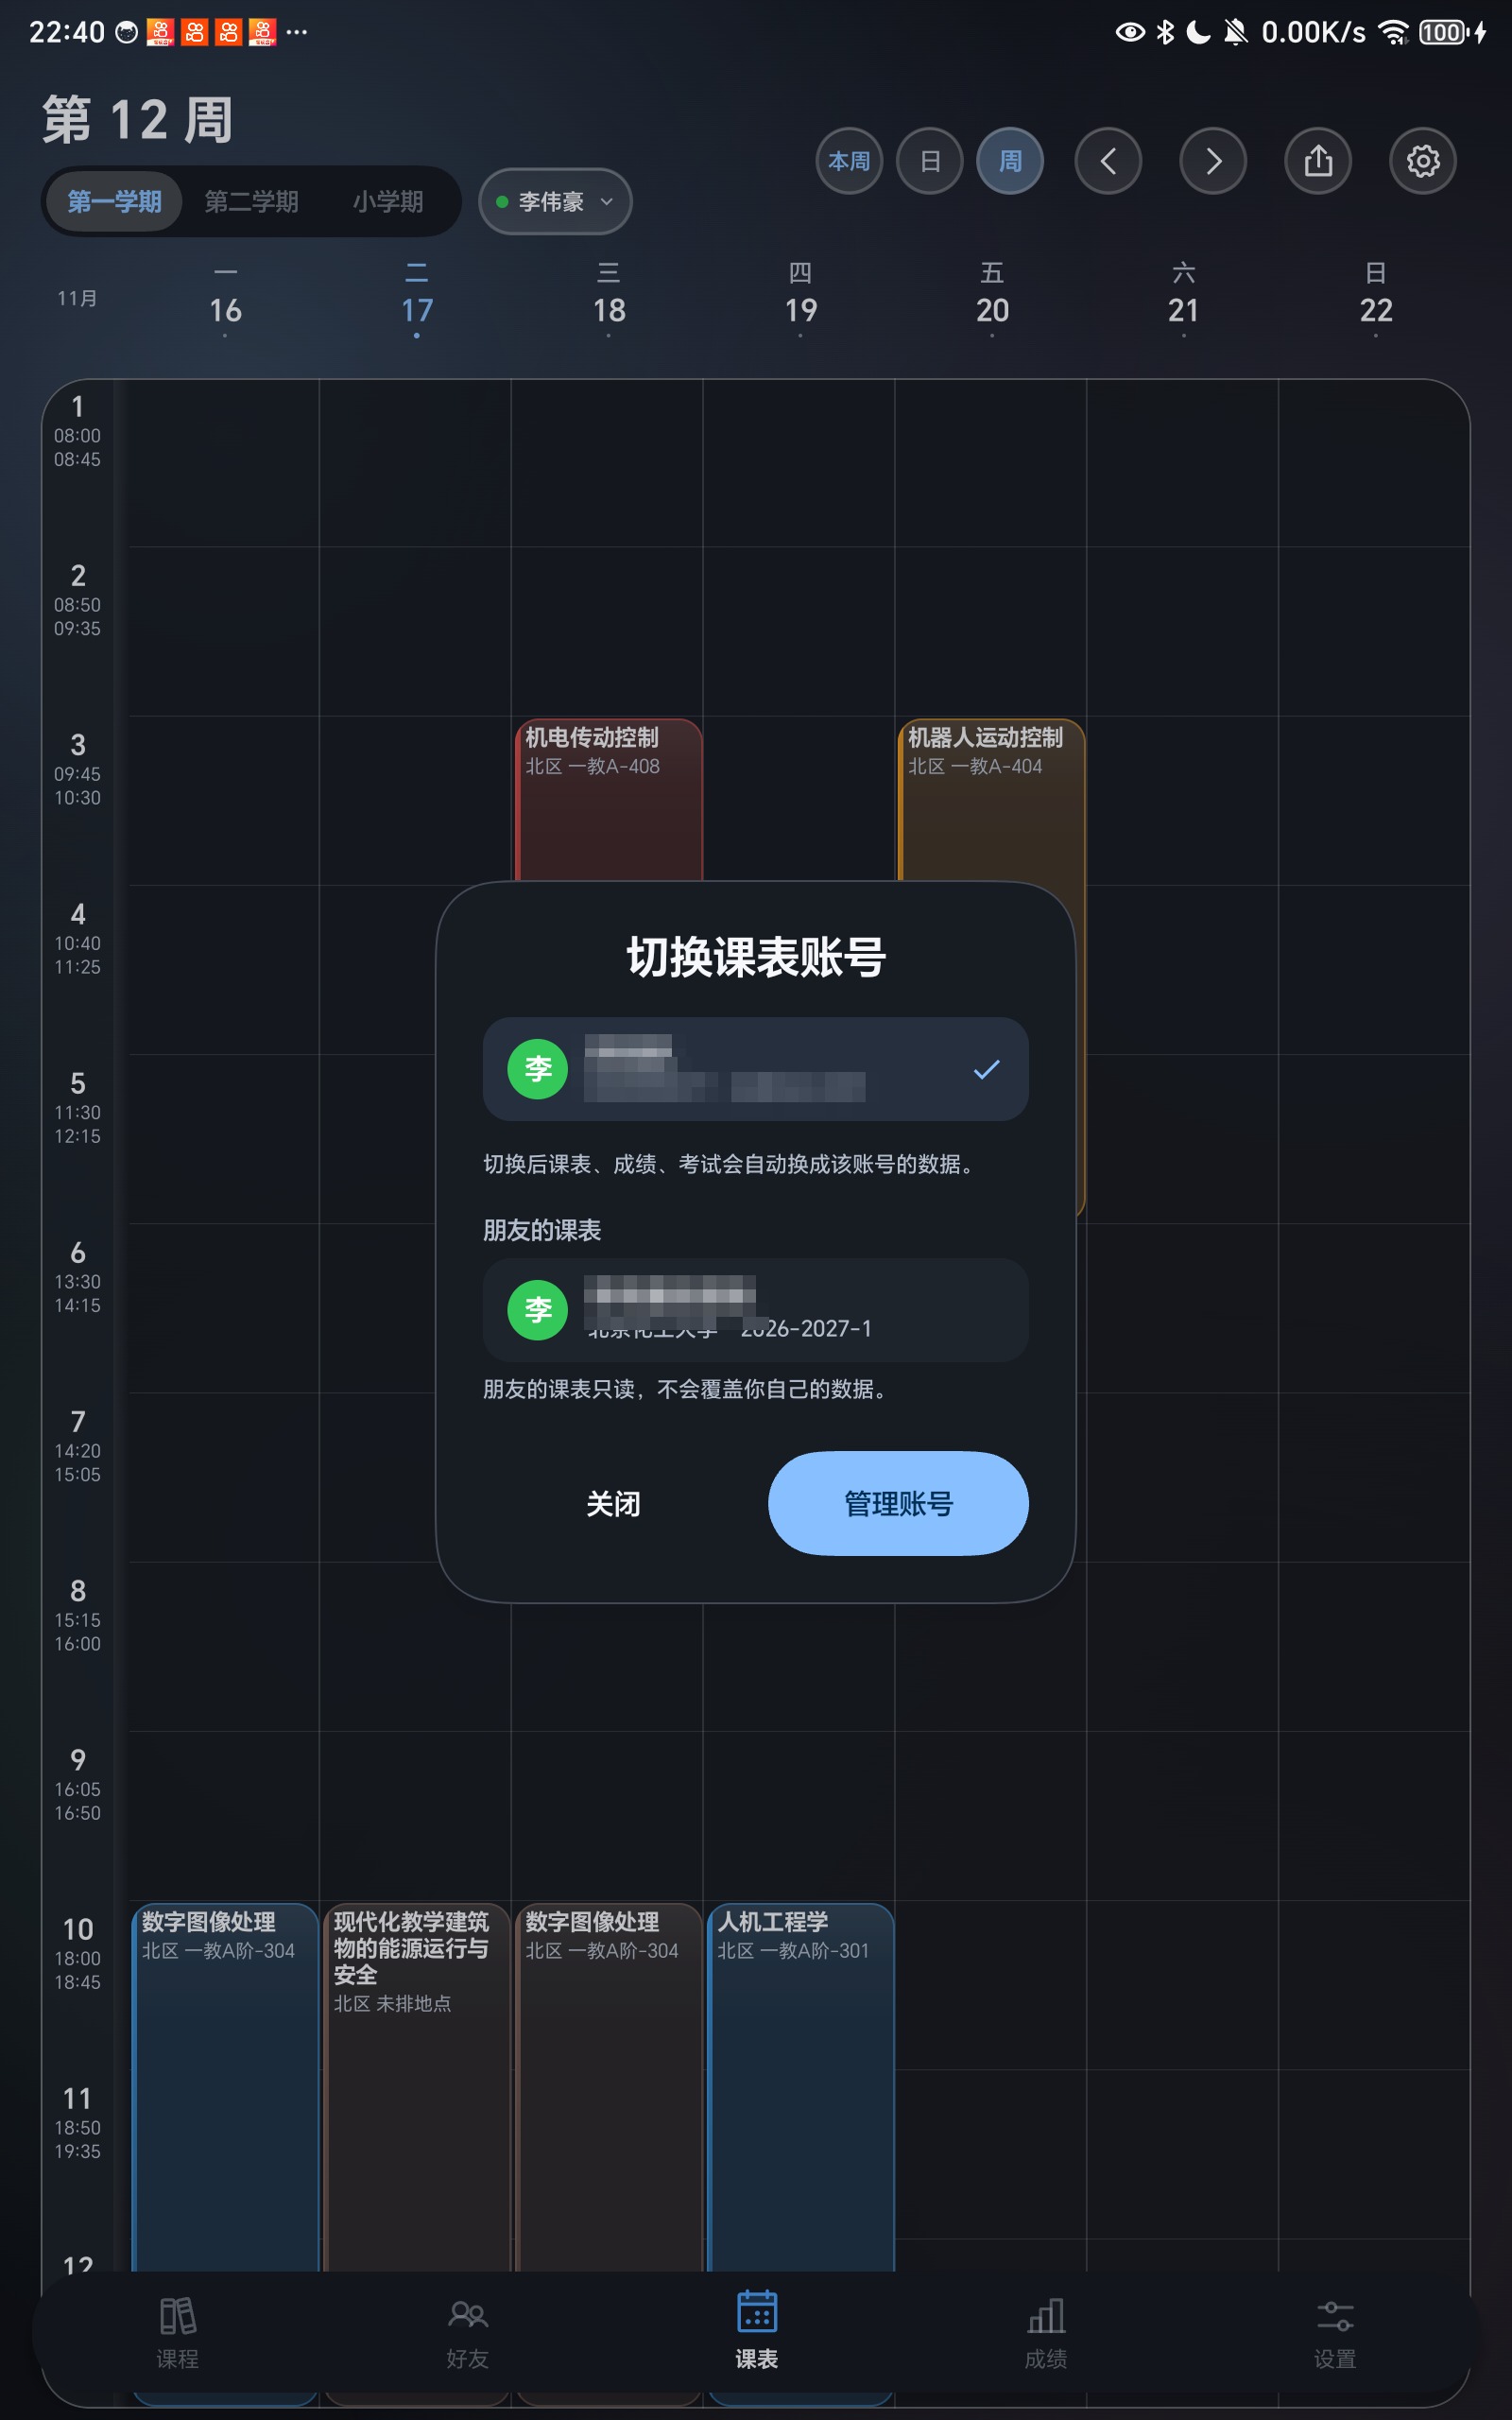 22:40
0.00K/s
100
第 12 周
本周
日
周
第一学期
第二学期
小学期
李伟豪
11月
一
16
二
17
三
18
四
19
五
20
六
21
日
22
1
08:00
08:45
2
08:50
09:35
3
09:45
10:30
机电传动控制
北区 一教A-408
机器人运动控制
北区 一教A-404
4
10:40
11:25
切换课表账号
李
5
11:30
12:15
切换后课表、成绩、考试会自动换成该账号的数据。
朋友的课表
6
13:30
14:15
李
2026-2027-1
朋友的课表只读，不会覆盖你自己的数据。
7
14:20
15:05
关闭
管理账号
8
15:15
16:00
9
16:05
16:50
10
18:00
18:45
数字图像处理
北区 一教A阶-304
现代化教学建筑
物的能源运行与
安全
北区 未排地点
数字图像处理
北区 一教A阶-304
人机工程学
北区 一教A阶-301
11
18:50
19:35
12
课程
好友
课表
成绩
设置